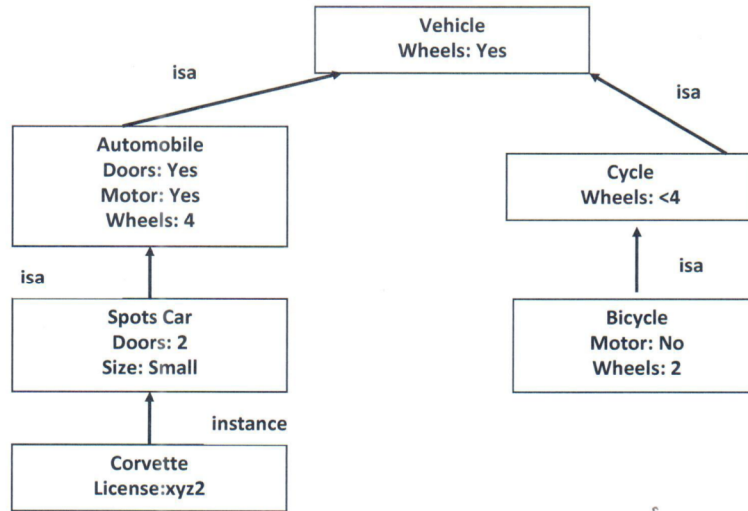 Vehicle
Wheels: Yes
isa
isa
Automobile
Doors: Yes
Motor: Yes
Wheels: 4
Cycle
Wheels: <4
isa
isa
Spots Car
Doors: 2
Size: Small
Bicycle
Motor: No
Wheels: 2
instance
Corvette
License:xyz2